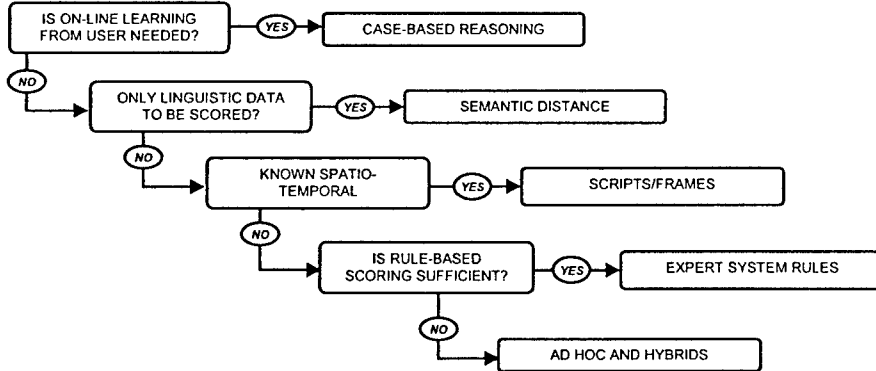 IS ON-LINE LEARNING
FROM USER NEEDED?
YES
CASE-BASED REASONING
NO
ONLY LINGUISTIC DATA
TO BE SCORED?
YES
SEMANTIC DISTANCE
NO
KNOWN SPATIO-
TEMPORAL
YES
SCRIPTS/FRAMES
NO
IS RULE-BASED
SCORING SUFFICIENT?
YES
EXPERT SYSTEM RULES
NO
AD HOC AND HYBRIDS